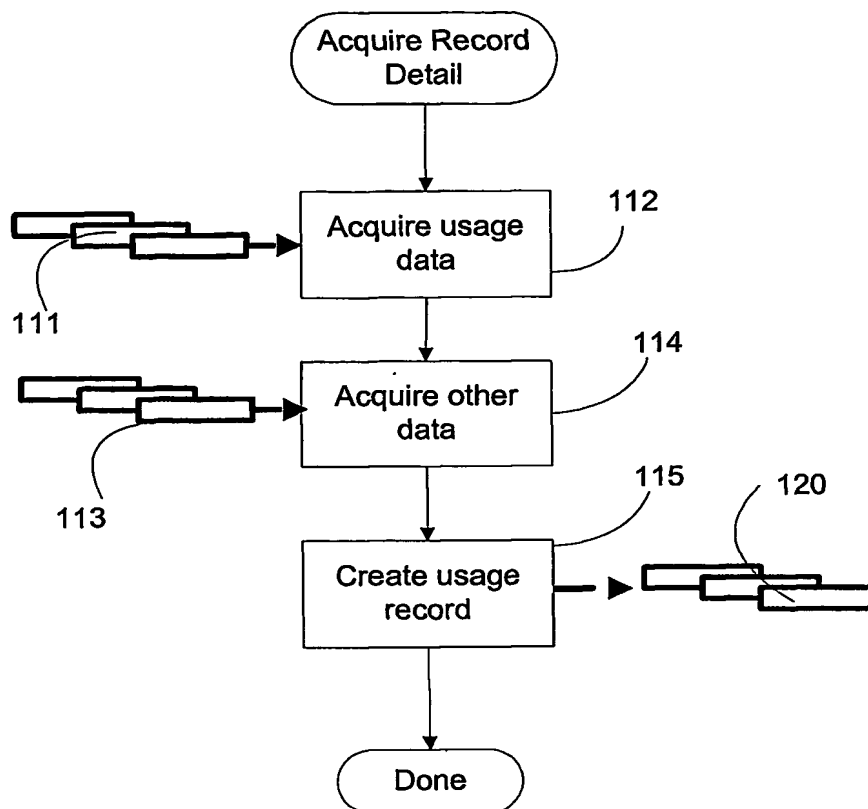 Acquire Record
Detail
Acquire usage
data
112
111
Acquire other
data
114
113
Create usage
record
115
120
Done